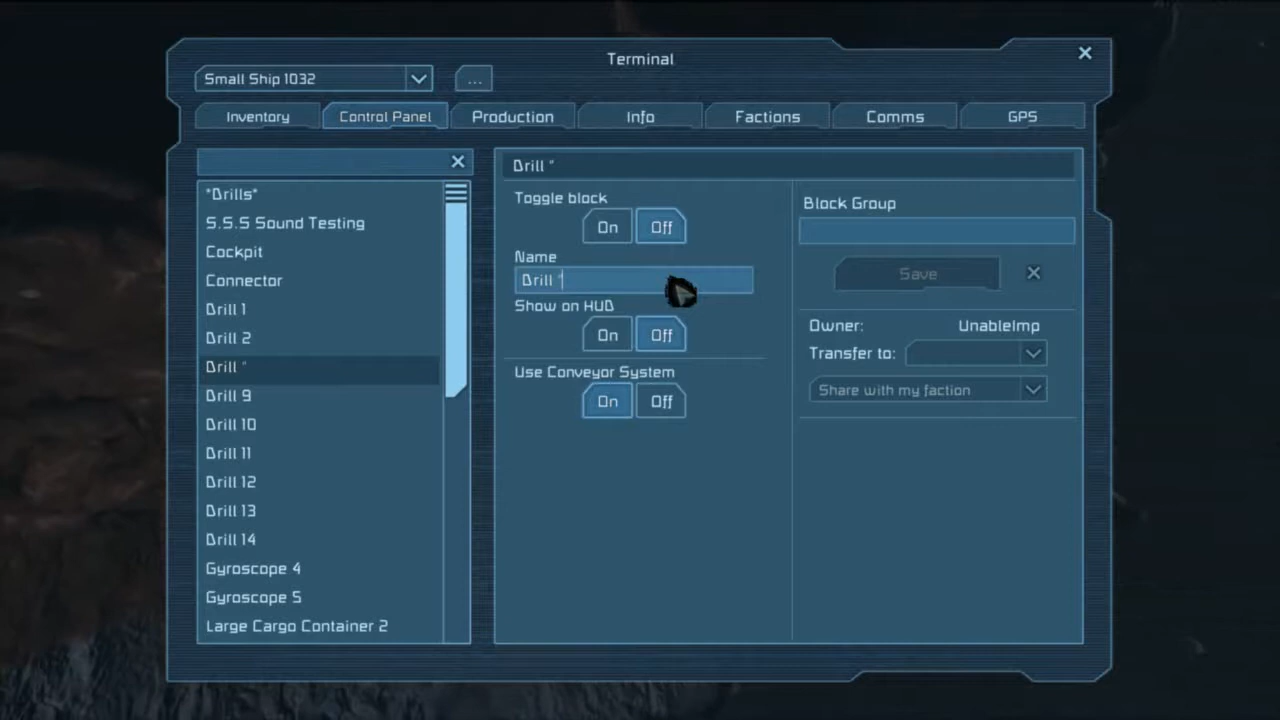 Terminal
Small Ship 1032
...
Inventory
Control Panel
Production
Info
Factions
Comms
GPS
*Drills*
S.S.S Sound Testing
Cockpit
Connector
Drill 1
Drill 2
Drill "
Drill 9
Drill 10
Drill 11
Drill 12
Drill 13
Drill 14
Gyroscope 4
Gyroscope 5
Large Cargo Container 2
Drill "
Toggle block
On Off
Name
Drill "
Show on HUD
On Off
Use Conveyor System
On Off
Block Group
Save
Owner: UnableImp
Transfer to:
Share with my faction